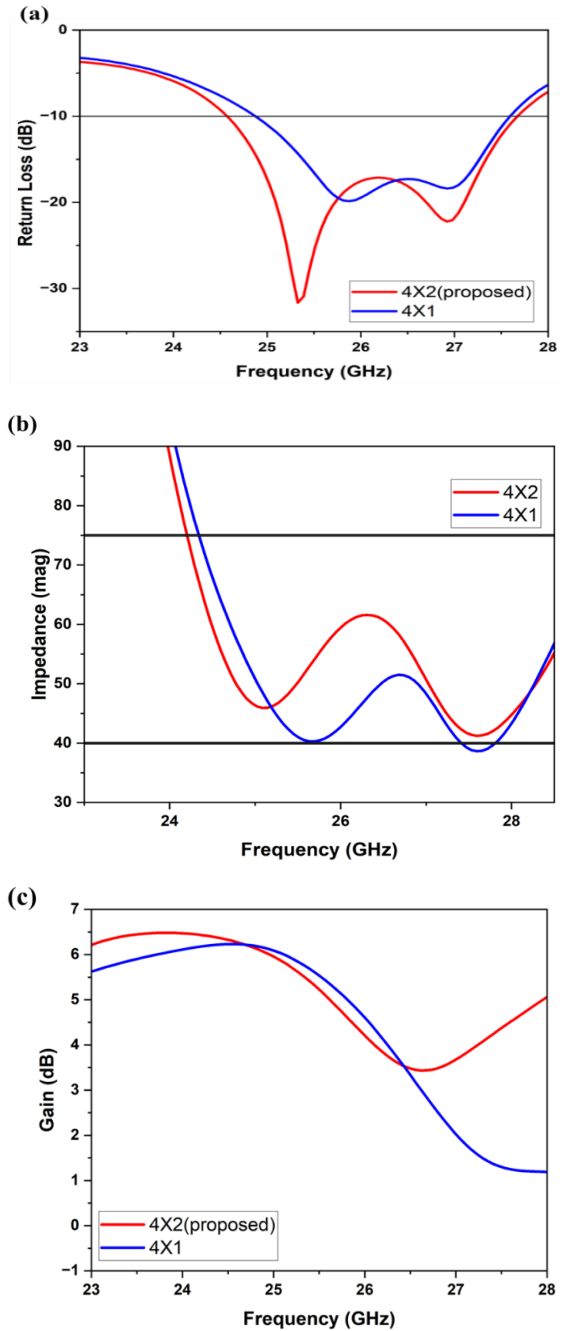 (a)
0
−10
−20
−30
Return Loss (dB)
4X2(proposed)
4X1
23 24 25 26 27 28
Frequency (GHz)
(b)
90
80
70
60
50
40
30
Impedance (mag)
4X2
4X1
24 26 28
Frequency (GHz)
(c)
7
6
5
4
3
2
1
0
−1
Gain (dB)
4X2(proposed)
4X1
23 24 25 26 27 28
Frequency (GHz)